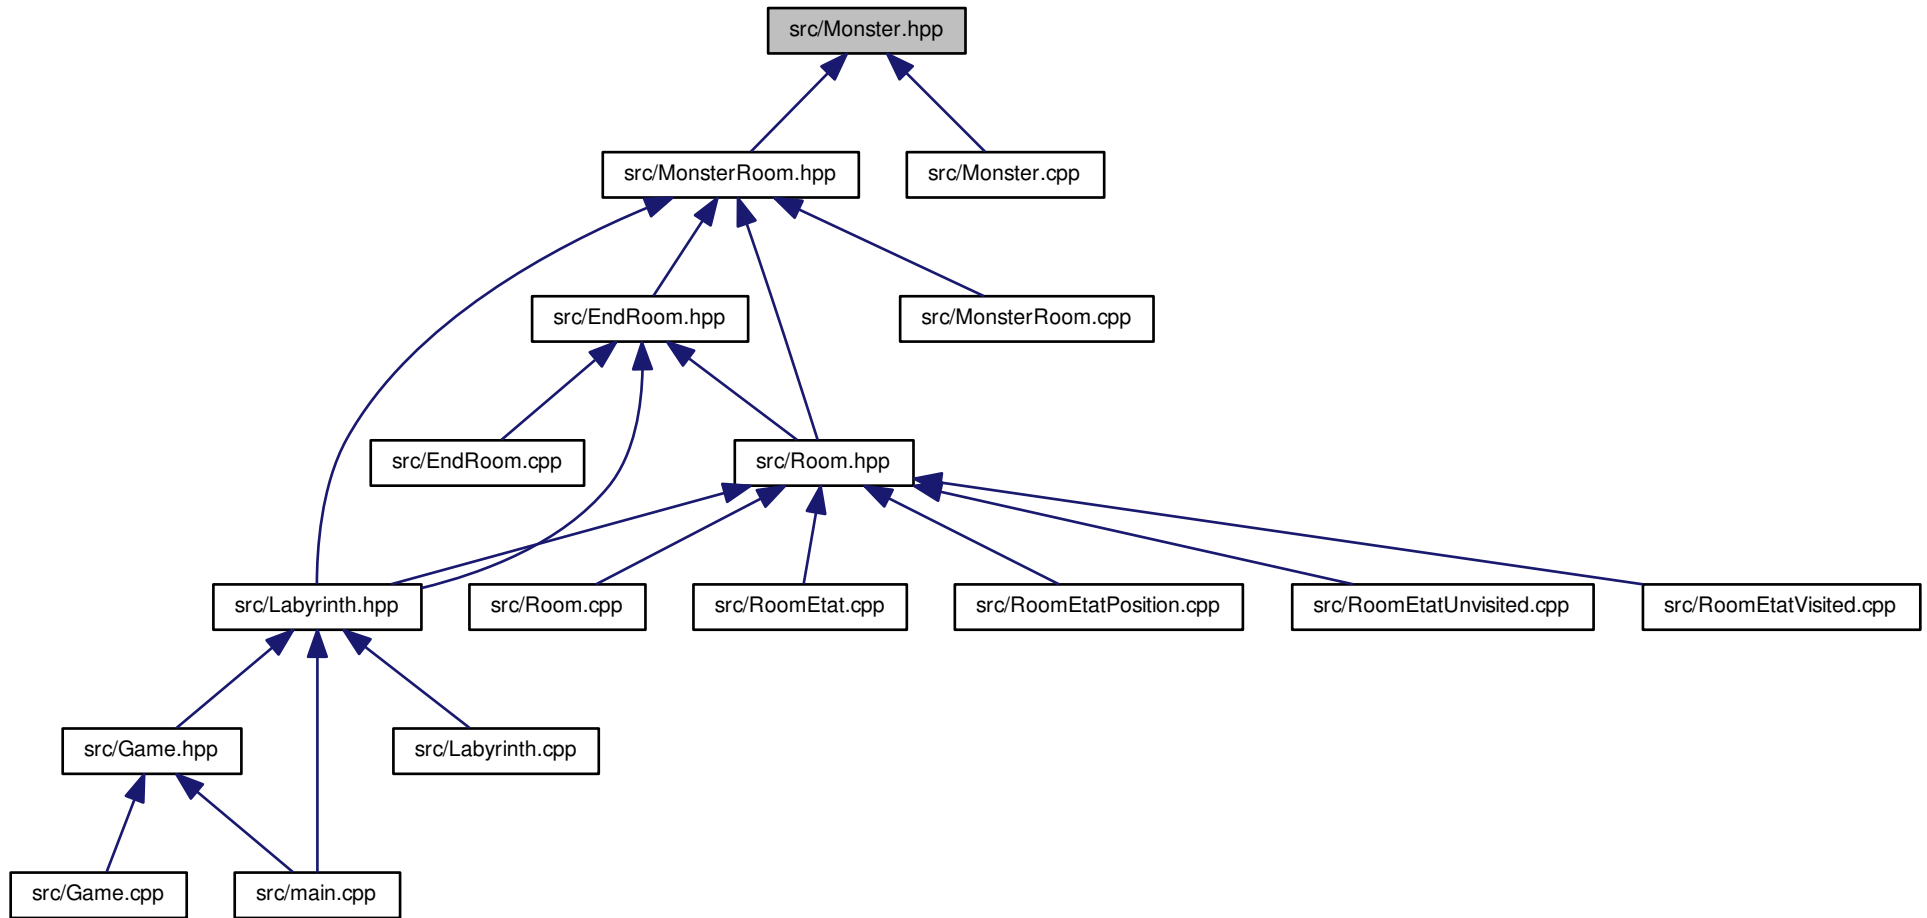 src/Monster.hpp
src/MonsterRoom.hpp
src/Monster.cpp
src/EndRoom.hpp
src/MonsterRoom.cpp
src/EndRoom.cpp
src/Room.hpp
src/Labyrinth.hpp
src/Room.cpp
src/RoomEtat.cpp
src/RoomEtatPosition.cpp
src/RoomEtatUnvisited.cpp
src/RoomEtatVisited.cpp
src/Game.hpp
src/Labyrinth.cpp
src/Game.cpp
src/main.cpp